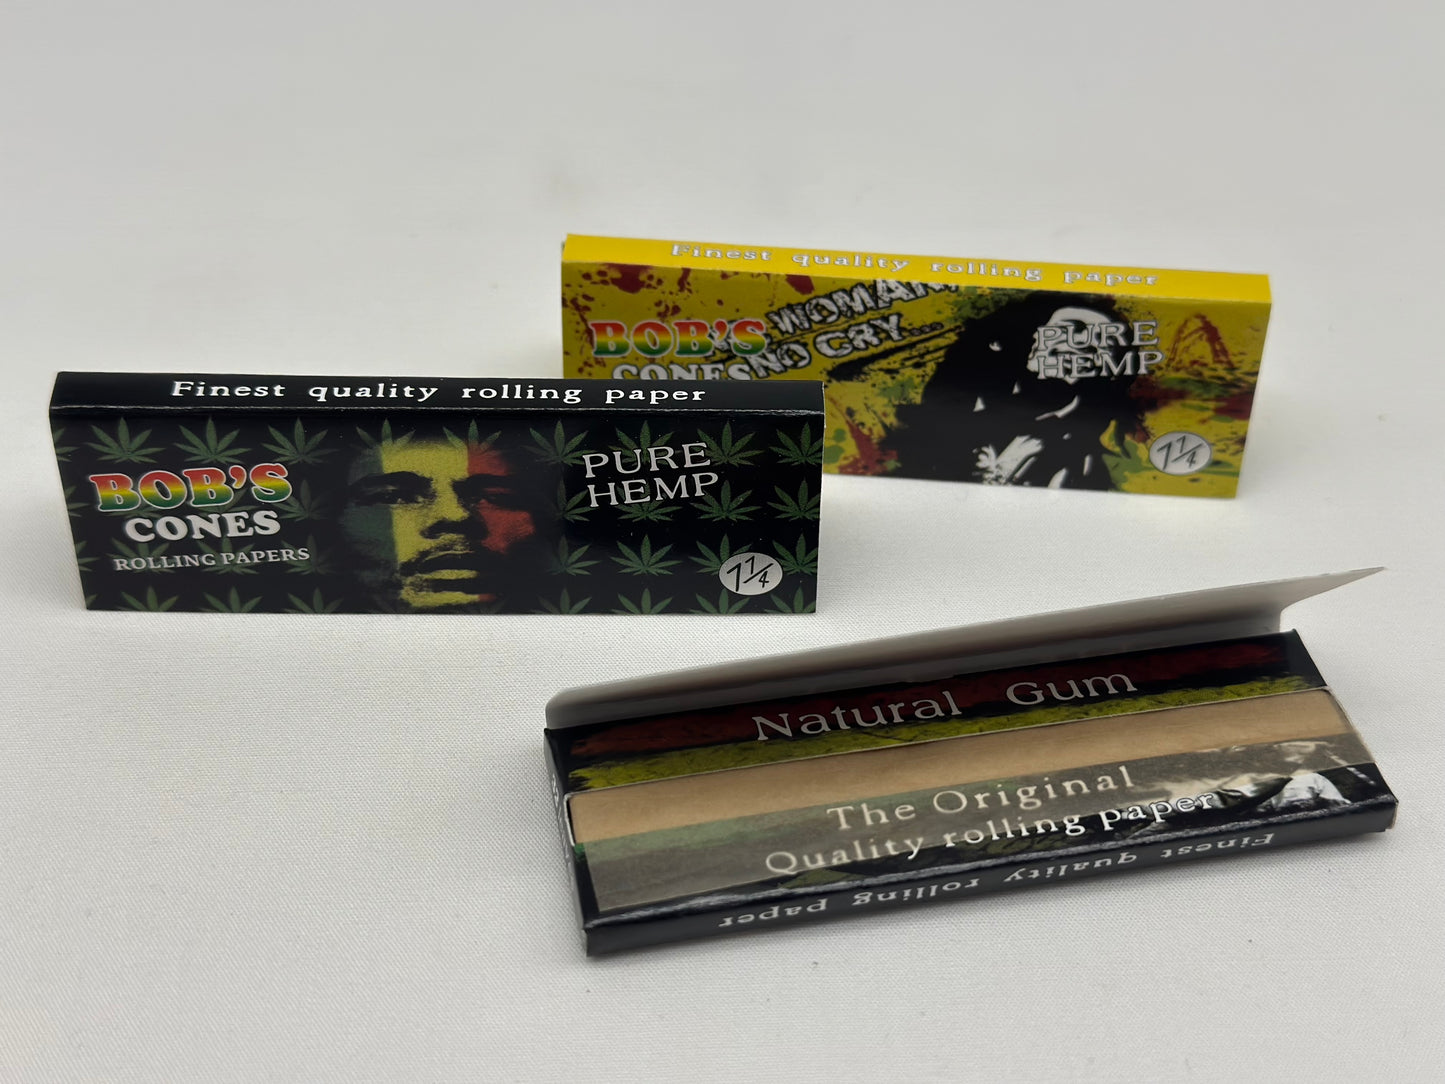 Finest quality rolling paper
WOMAN,
NO CRY...
BOB'S
CONES
PURE
HEMP
1 1/4
Finest quality rolling paper
BOB'S
CONES
ROLLING PAPERS
PURE
HEMP
1 1/4
Natural Gum
The Original
Quality rolling paper
Finest quality rolling paper